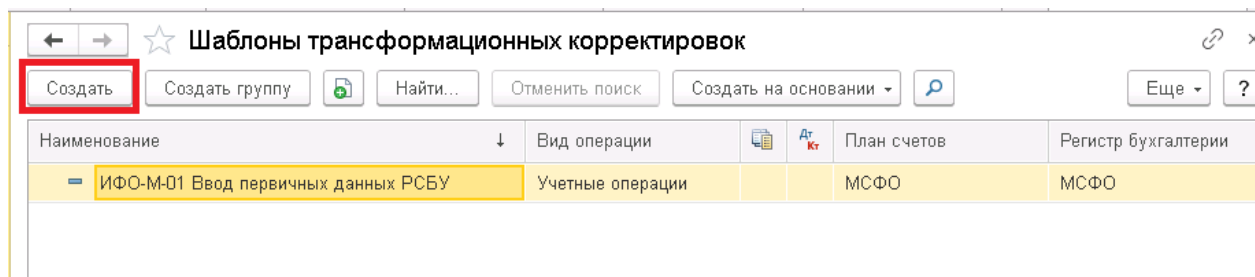 Шаблоны трансформационных корректировок
Создать Создать группу Найти... Отменить поиск Создать на основании Еще ?
Наименование ↓ Вид операции Дт Кт План счетов Регистр бухгалтерии
ИФО-М-01 Ввод первичных данных РСБУ Учетные операции МСФО МСФО